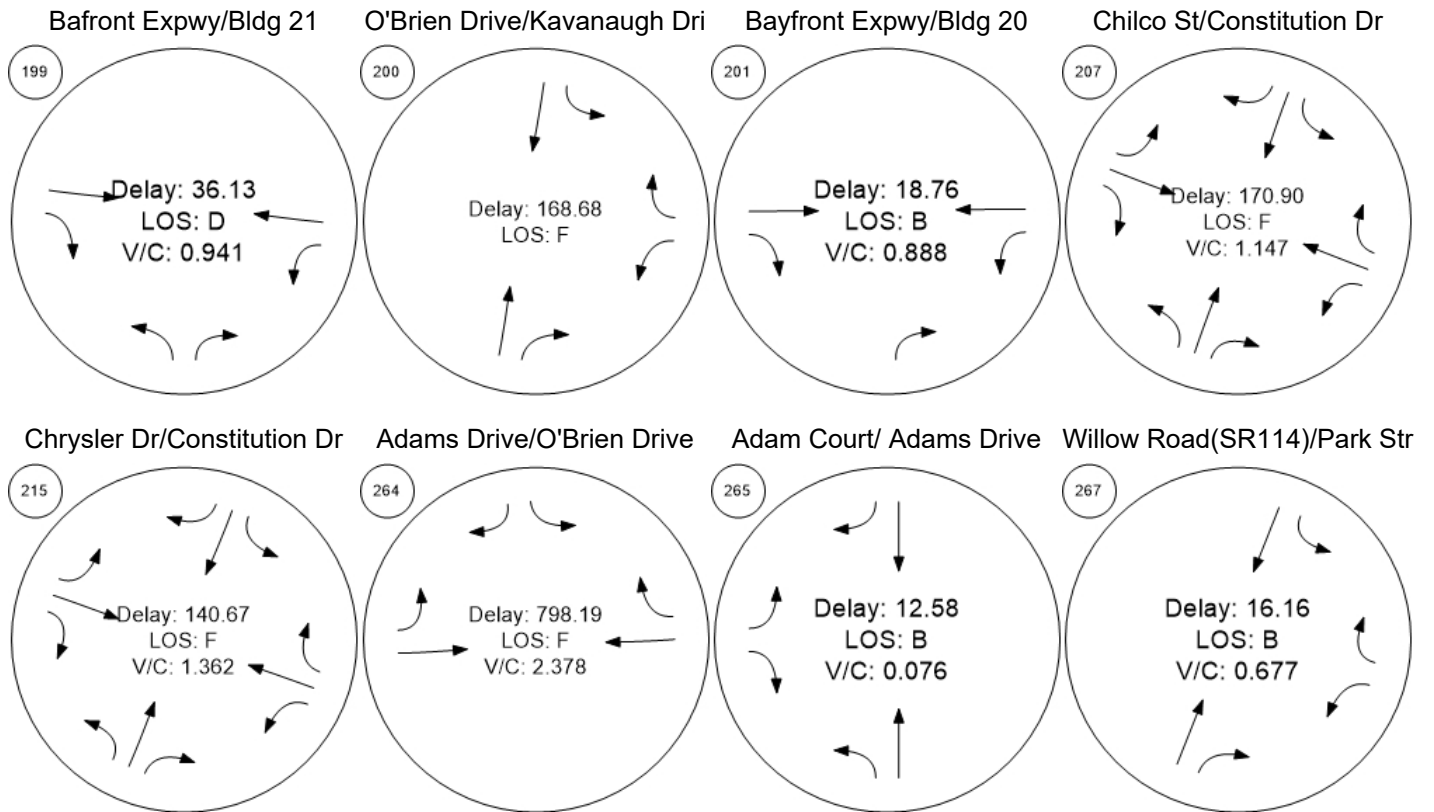 Bafront Expwy/Bldg 21
199
Delay: 36.13
LOS: D
V/C: 0.941
O'Brien Drive/Kavanaugh Dri
200
Delay: 168.68
LOS: F
Bayfront Expwy/Bldg 20
201
Delay: 18.76
LOS: B
V/C: 0.888
Chilco St/Constitution Dr
207
Delay: 170.90
LOS: F
V/C: 1.147
Chrysler Dr/Constitution Dr
215
Delay: 140.67
LOS: F
V/C: 1.362
Adams Drive/O'Brien Drive
264
Delay: 798.19
LOS: F
V/C: 2.378
Adam Court/ Adams Drive
265
Delay: 12.58
LOS: B
V/C: 0.076
Willow Road(SR114)/Park Str
267
Delay: 16.16
LOS: B
V/C: 0.677